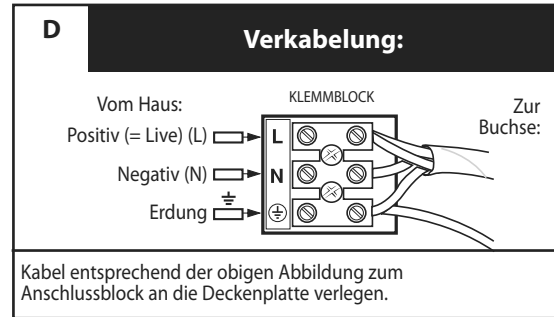 D
Verkabelung:
Vom Haus:
KLEMMBLOCK
Zur
Buchse:
Positiv (= Live) (L)
L
Negativ (N)
N
Erdung
Kabel entsprechend der obigen Abbildung zum
Anschlussblock an die Deckenplatte verlegen.